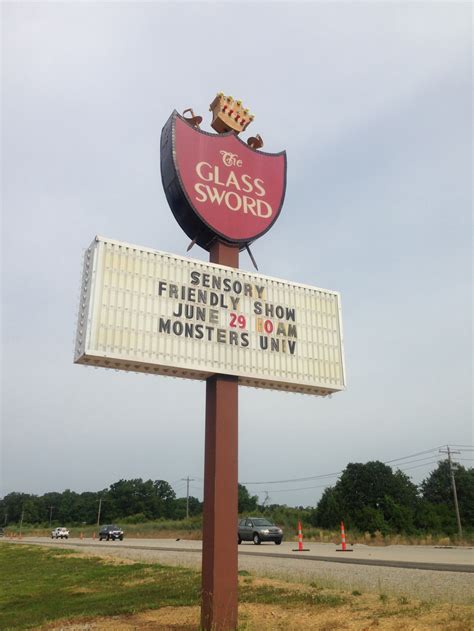 The
GLASS
SWORD
SENSORY
FRIENDLY SHOW
JUNE 29 10AM
MONSTERS UNIV